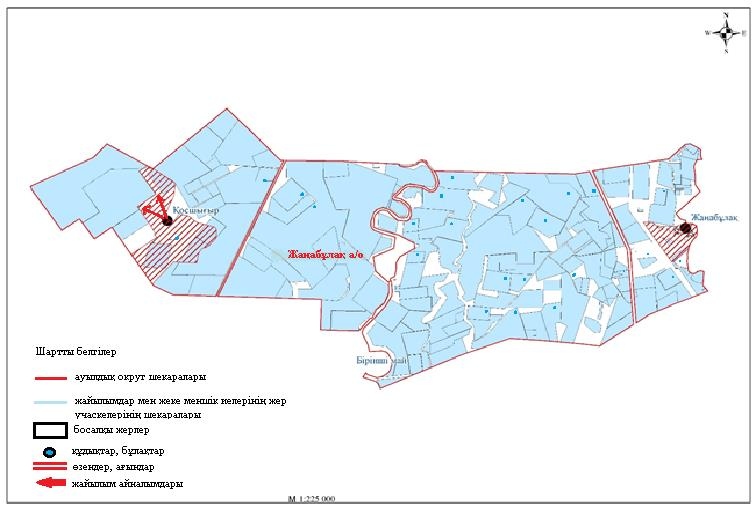 N
W E
S
Қосшығыр
Жаңабұлақ
Жаңабұлақ а/о
Бірінші май
Шартты белгілер
ауылдық округ шекаралары
жайылымдар мен жеке меншік иелерінің жер
учаскелерінің шекаралары
босалқы жерлер
құдықтар, бұлақтар
өзендер, ағындар
жайылым айналымдары
М 1:225 000